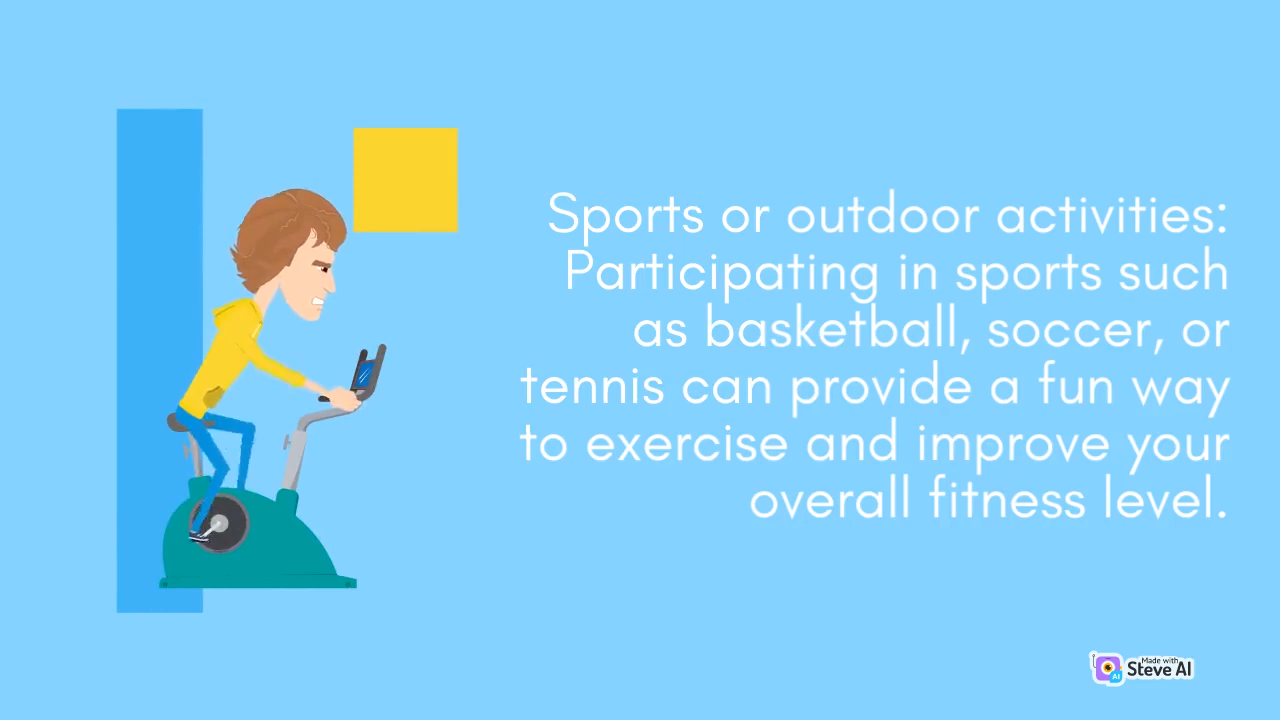 Sports or outdoor activities:
Participating in sports such
as basketball, soccer, or
tennis can provide a fun way
to exercise and improve your
overall fitness level.
Made with
Steve AI
AI